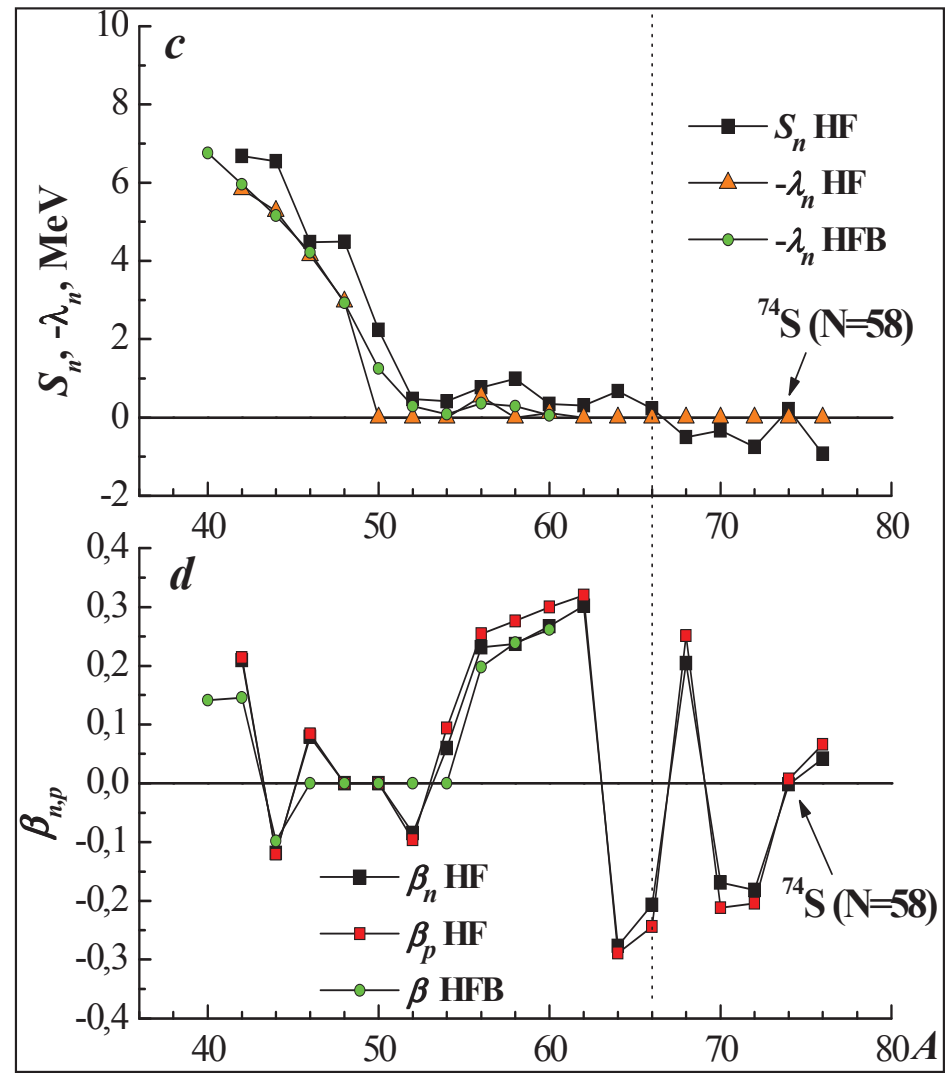 c
10
8
6
4
2
0
-2
S_n, -λ_n, MeV
S_n HF
-λ_n HF
-λ_n HFB
⁷⁴S (N=58)
40 50 60 70 80
d
0,4
0,3
0,2
0,1
0,0
-0,1
-0,2
-0,3
-0,4
β_{n,p}
β_n HF
β_p HF
β HFB
⁷⁴S (N=58)
40 50 60 70 A 80